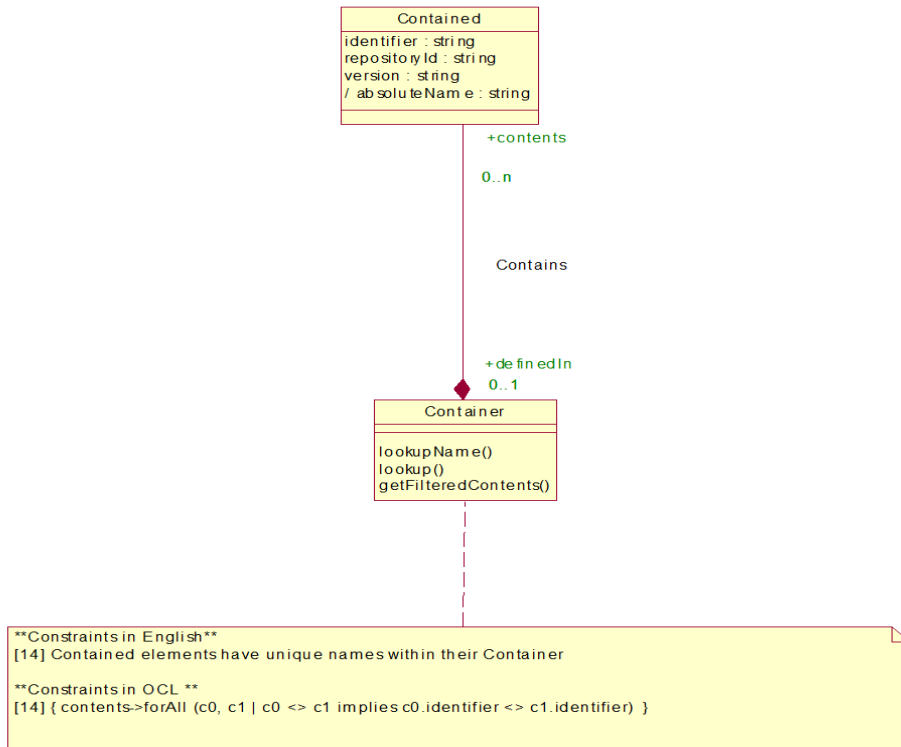 Contained
identifier : string
repositoryId : string
version : string
/ absoluteName : string
+contents
0..n
Contains
+definedIn
0..1
Container
lookupName()
lookup()
getFilteredContents()
**Constraints in English**
[14] Contained elements have unique names within their Container
**Constraints in OCL **
[14] { contents->forAll (c0, c1 | c0 <> c1 implies c0.identifier <> c1.identifier) }